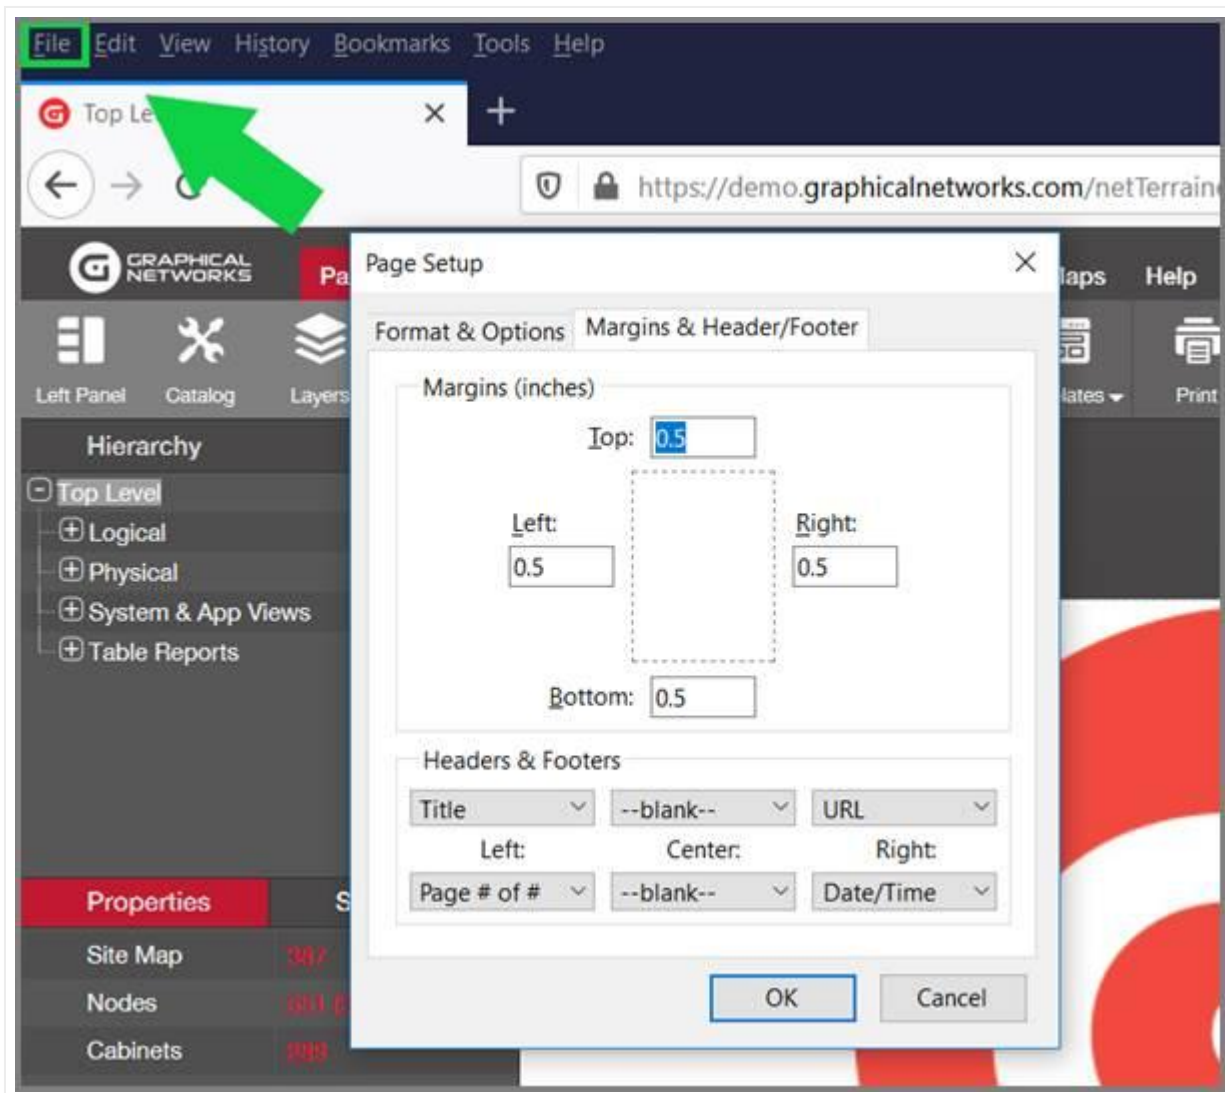 File Edit View History Bookmarks Tools Help
Top Le
https://demo.graphicalnetworks.com/netTerrain
GRAPHICAL
NETWORKS
Pa
Page Setup
laps Help
Format & Options Margins & Header/Footer
Left Panel Catalog Layers
lates Print
Margins (inches)
Top: 0.5
Hierarchy
Top Level
Logical
Physical
System & App Views
Table Reports
Left: Right:
0.5 0.5
Bottom: 0.5
Headers & Footers
Title --blank-- URL
Left: Center: Right:
Page # of # --blank-- Date/Time
Properties S
Site Map 387
Nodes
Cabinets
OK Cancel